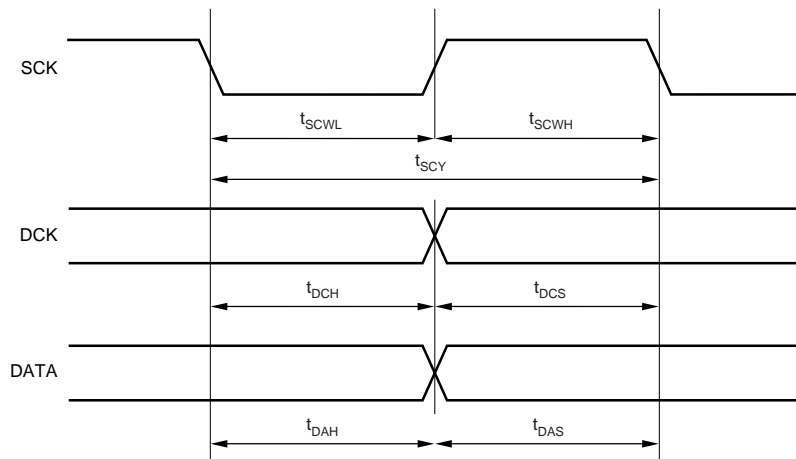 SCK
tSCWL tSCWH
tSCY
DCK
tDCH tDCS
DATA
tDAH tDAS